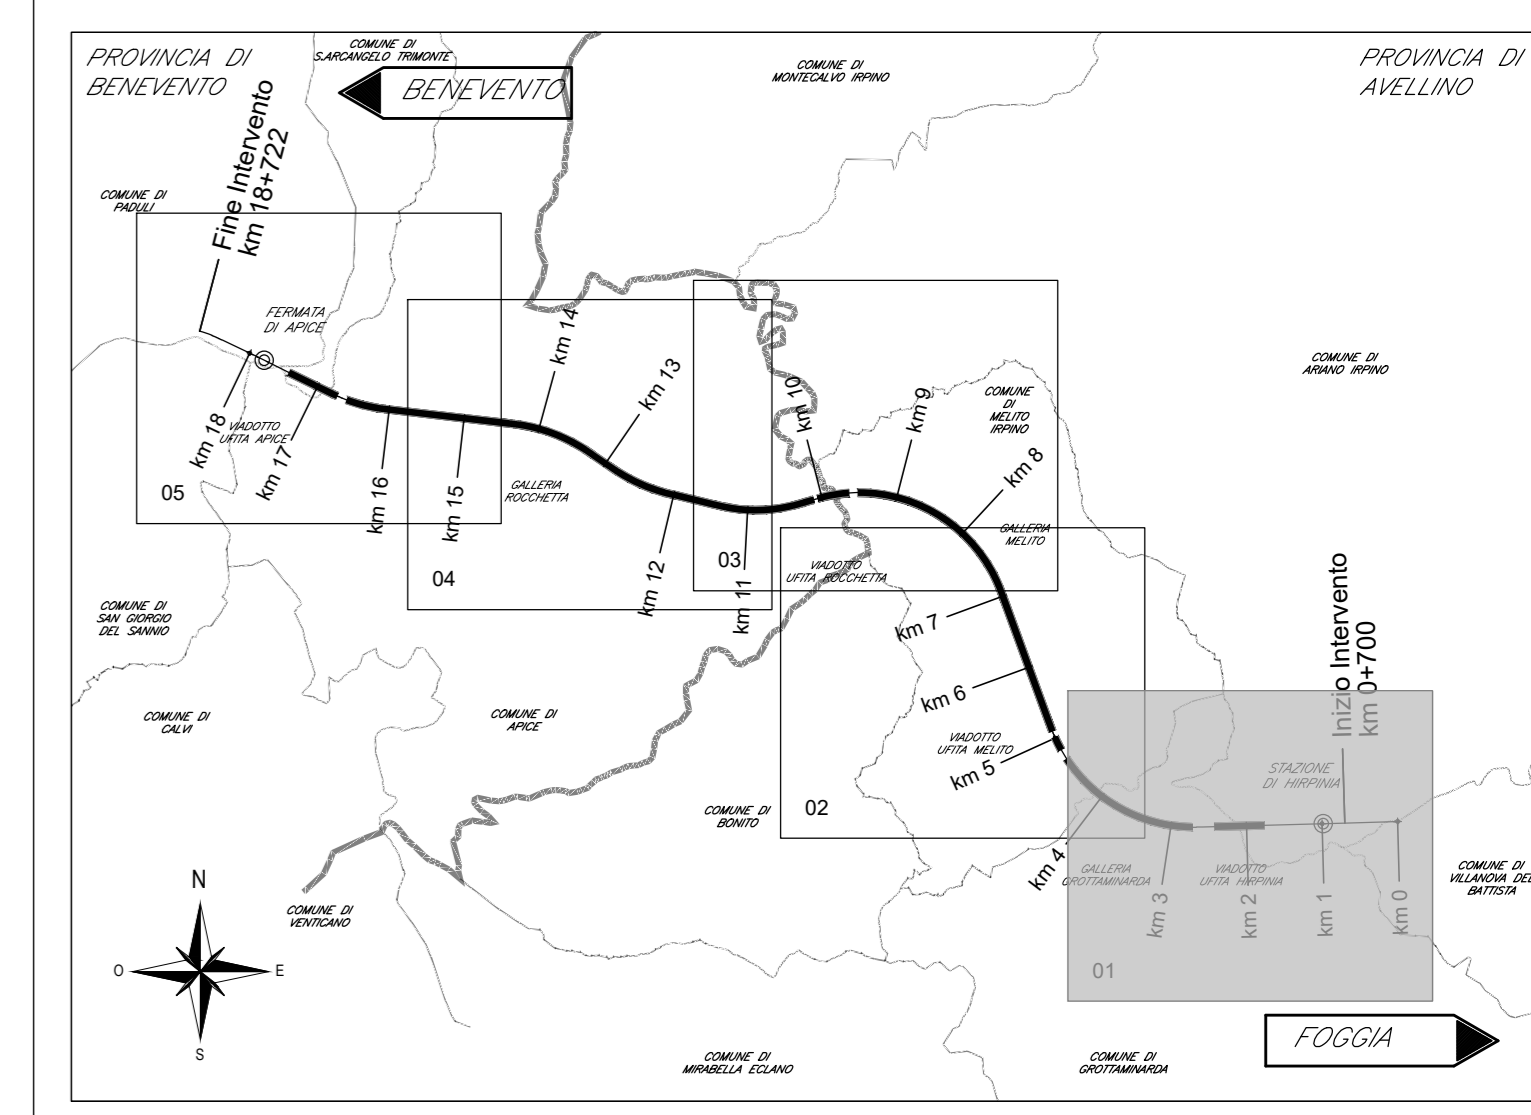 PROVINCIA DI
BENEVENTO
COMUNE DI
S.ARCANGELO TRIMONTE
BENEVENTO
COMUNE DI
MONTECALVO IRPINO
PROVINCIA DI
AVELLINO
Fine Intervento
km 18+722
COMUNE DI
PADULI
FERMATA
DI APICE
km 14
km 13
km 10
km 9
COMUNE DI
ARIANO IRPINO
COMUNE
DI
MELITO
IRPINO
km 18
VIADOTTO
UFITA APICE
km 17
km 16
km 15
05
GALLERIA
ROCCHETTA
km 8
GALLERIA
MELITO
04
km 12
03
km 11
VIADOTTO
UFITA ROCCHETTA
km 7
COMUNE DI
SAN GIORGIO
DEL SANNIO
Inizio Intervento
km 0+700
km 6
COMUNE DI
CALVI
COMUNE DI
APICE
VIADOTTO
UFITA MELITO
km 5
STAZIONE
DI HIRPINIA
COMUNE DI
BONITO
02
km 4
GALLERIA
GROTTAMINARDA
VIADOTTO
UFITA HIRPINIA
km 3
km 2
km 1
km 0
COMUNE DI
VILLANOVA DEL
BATTISTA
COMUNE DI
VENTICANO
N
O
E
S
01
FOGGIA
COMUNE DI
MIRABELLA ECLANO
COMUNE DI
GROTTAMINARDA